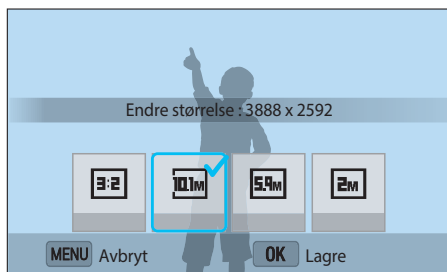 Endre størrelse : 3888 x 2592
3:2 10.1M 5.9M 2M
MENU Avbryt OK Lagre